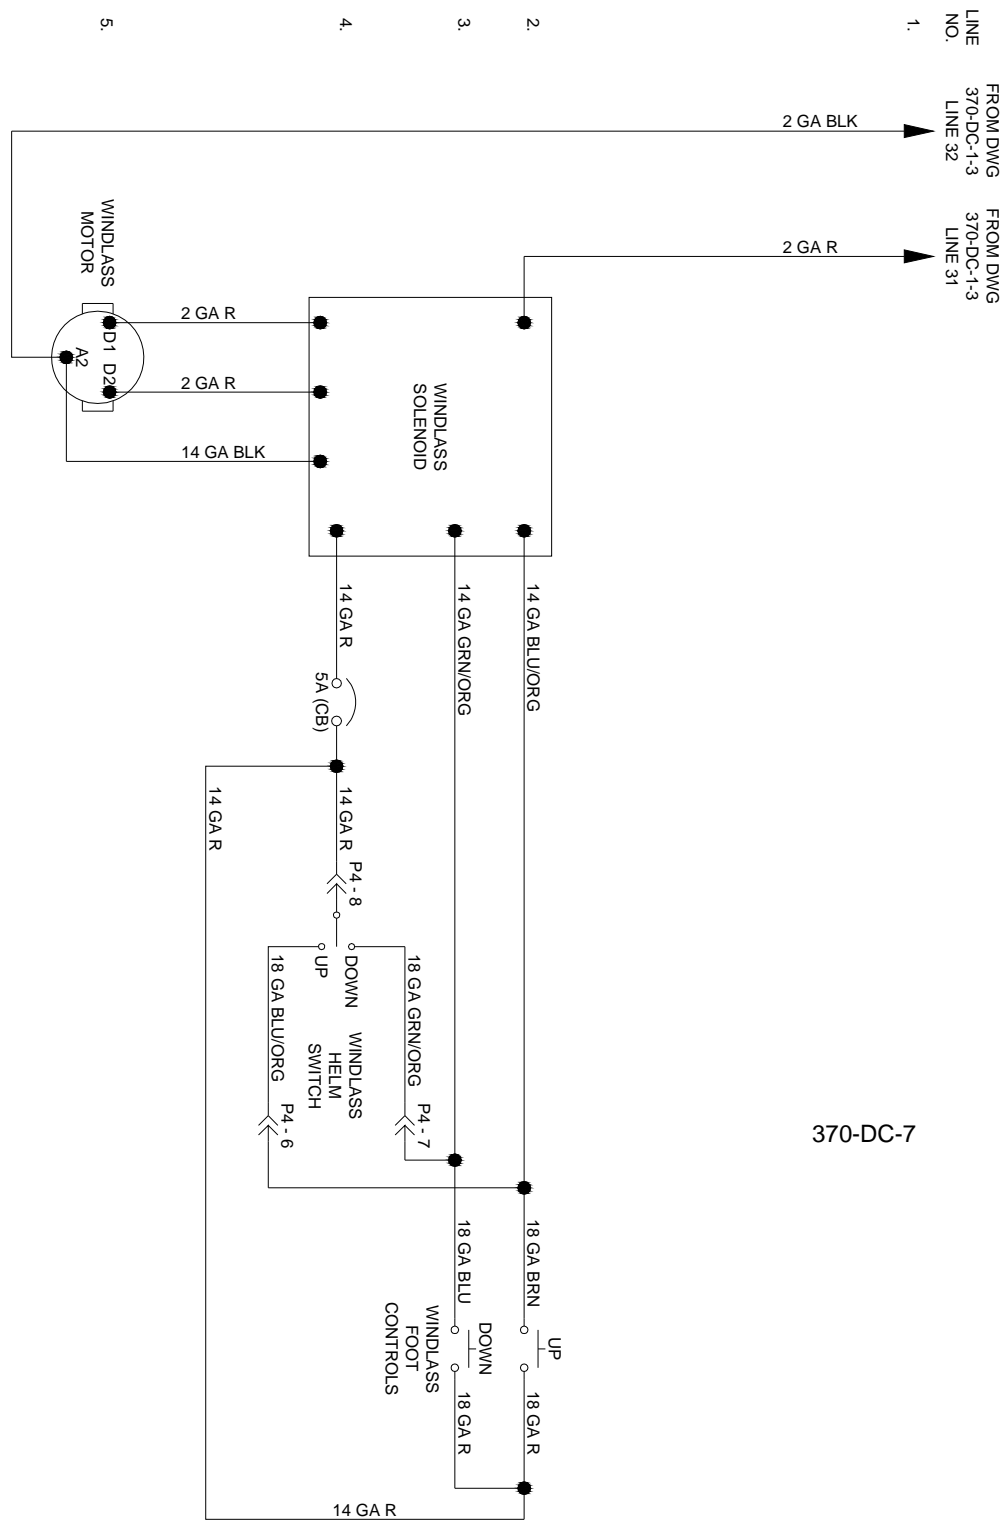 LINE
NO.
1.
2.
3.
4.
5.
FROM DWG
370-DC-1-3
LINE 32
FROM DWG
370-DC-1-3
LINE 31
2 GA BLK
2 GA R
WINDLASS
MOTOR
D1 D2
A2
2 GA R
2 GA R
14 GA BLK
WINDLASS
SOLENOID
14 GA BLU/ORG
14 GA GRN/ORG
14 GA R
5A (CB)
14 GA R
14 GA R
P4 - 8
DOWN
UP
WINDLASS
HELM
SWITCH
18 GA GRN/ORG
18 GA BLU/ORG
P4 - 7
P4 - 6
370-DC-7
18 GA BRN
18 GA BLU
UP
DOWN
WINDLASS
FOOT
CONTROLS
18 GA R
18 GA R
14 GA R